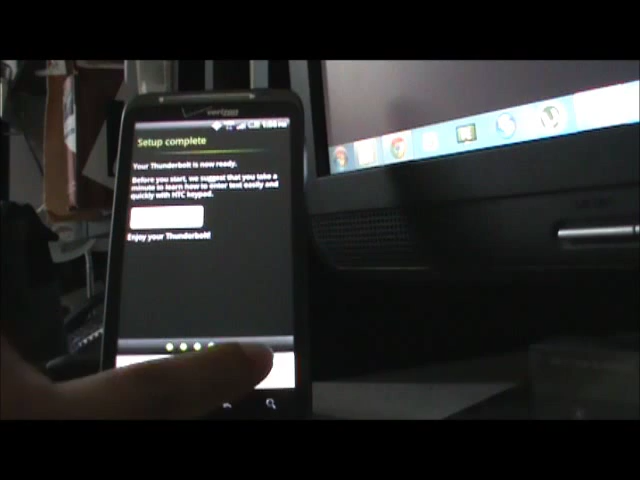 verizon
Setup complete
Your Thunderbolt is now ready.
Before you start, we suggest that you take a
minute to learn how to enter text easily and
quickly with HTC keypad.
Enjoy your Thunderbolt!